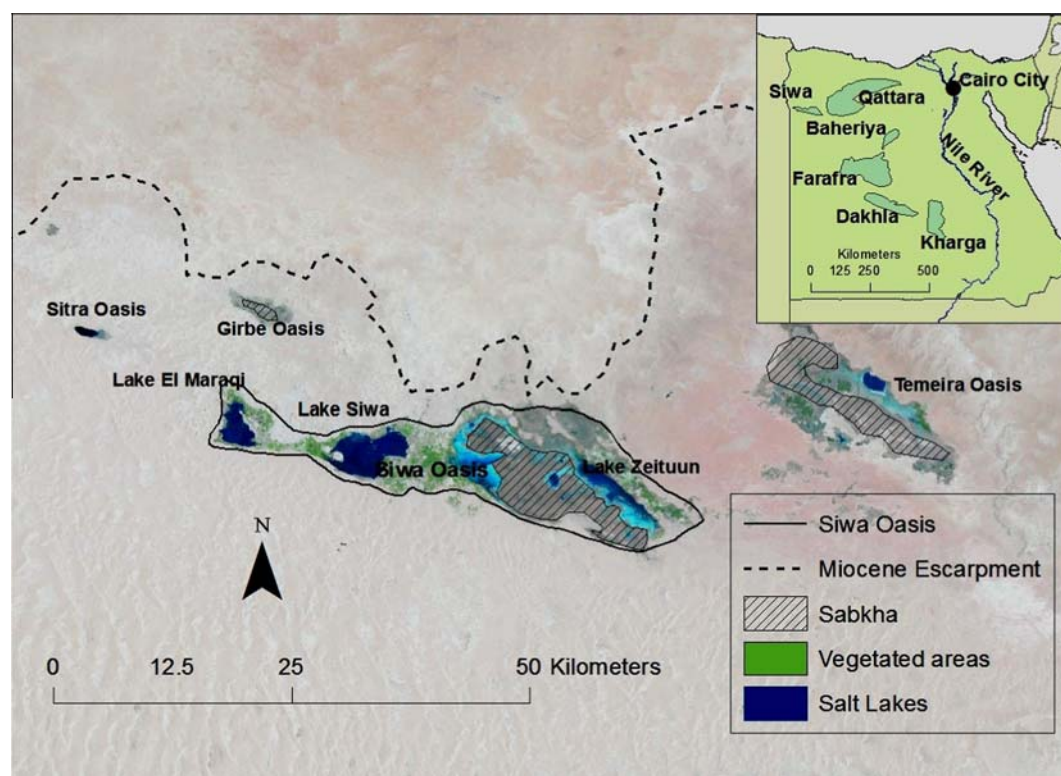 Siwa
Qattara
Cairo City
Baheriya
Nile River
Farafra
Dakhla
Kharga
Kilometers
0 125 250 500
Sitra Oasis
Girbe Oasis
Lake El Maraqi
Lake Siwa
Siwa Oasis
Lake Zeituun
Temeira Oasis
N
0 12.5 25 50 Kilometers
Siwa Oasis
Miocene Escarpment
Sabkha
Vegetated areas
Salt Lakes